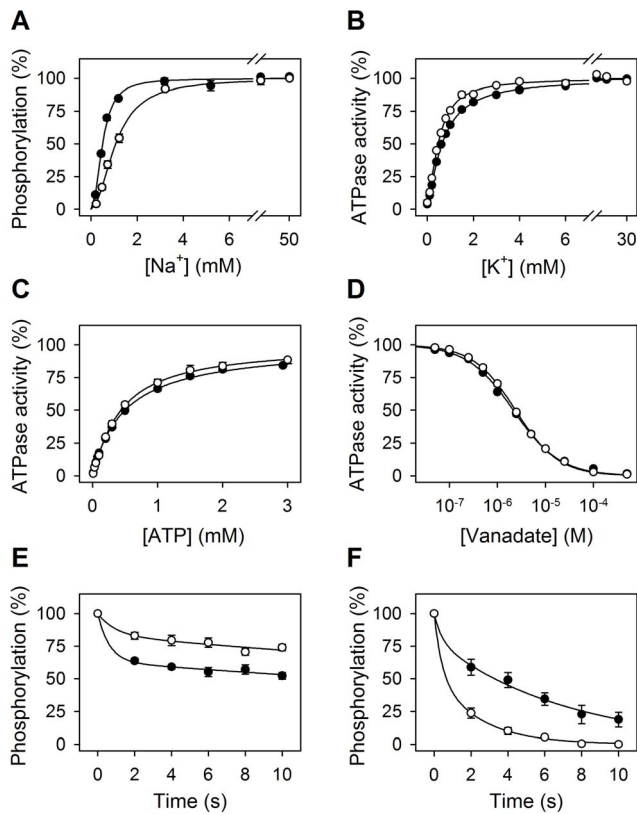 A
B
Phosphorylation (%)
100
75
50
25
0
0 2 4 6 50
[Na⁺] (mM)
ATPase activity (%)
100
75
50
25
0
0 2 4 6 30
[K⁺] (mM)
C
D
ATPase activity (%)
100
75
50
25
0
0 1 2 3
[ATP] (mM)
ATPase activity (%)
100
75
50
25
0
10⁻⁷ 10⁻⁶ 10⁻⁵ 10⁻⁴
[Vanadate] (M)
E
F
Phosphorylation (%)
100
75
50
25
0
0 2 4 6 8 10
Time (s)
Phosphorylation (%)
100
75
50
25
0
0 2 4 6 8 10
Time (s)